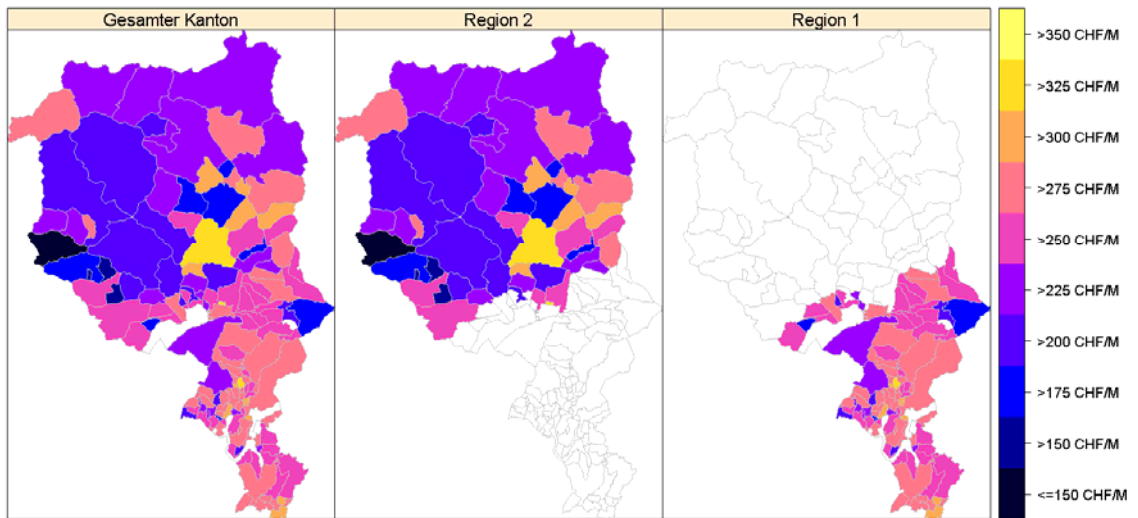 Gesamter Kanton
Region 2
Region 1
>350 CHF/M
>325 CHF/M
>300 CHF/M
>275 CHF/M
>250 CHF/M
>225 CHF/M
>200 CHF/M
>175 CHF/M
>150 CHF/M
<=150 CHF/M